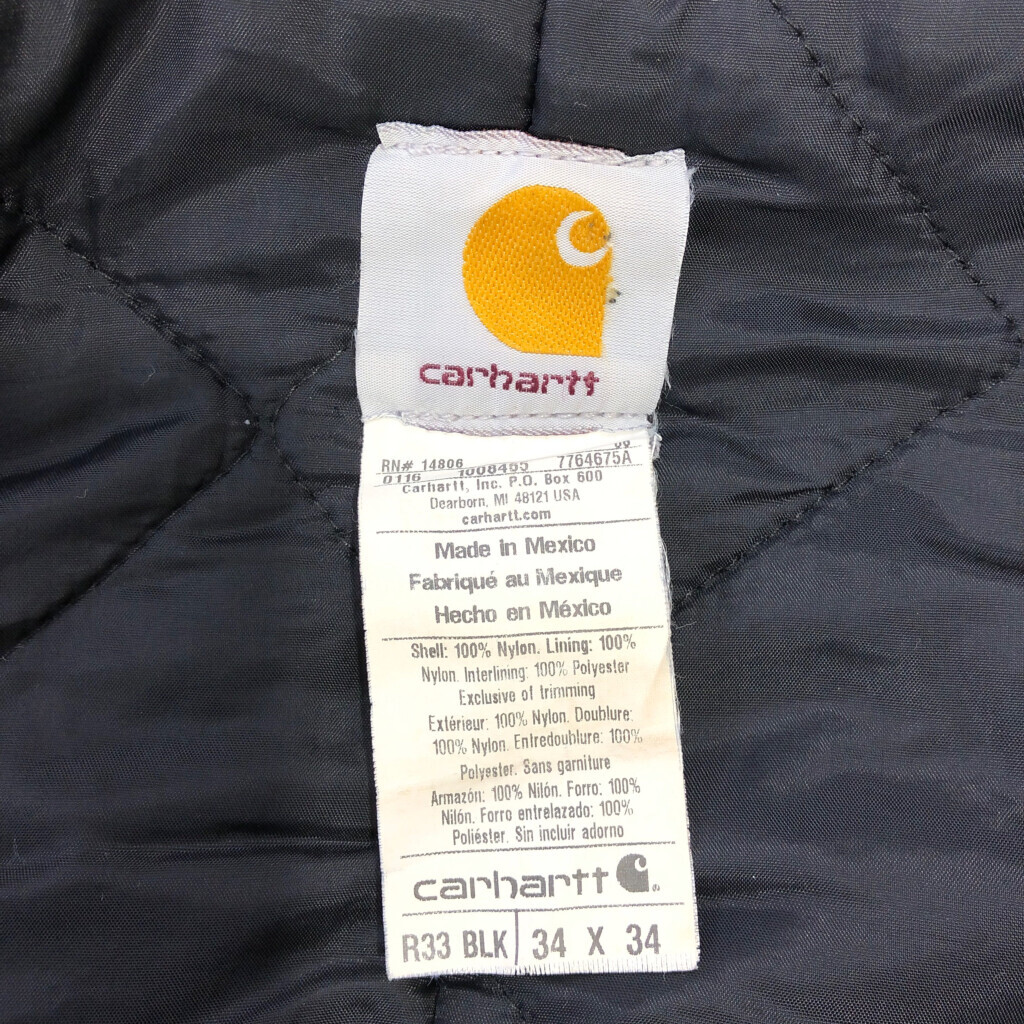 carhartt
RN# 14806 7764675A
0116 1008465
Carhartt, Inc. P.O. Box 600
Dearborn, MI 48121 USA
carhartt.com
Made in Mexico
Fabriqué au Mexique
Hecho en México
Shell: 100% Nylon. Lining: 100%
Nylon. Interlining: 100% Polyester
Exclusive of trimming
Extérieur: 100% Nylon. Doublure:
100% Nylon. Entredoublure: 100%
Polyester. Sans garniture
Armazón: 100% Nilón. Forro: 100%
Nilón. Forro entrelazado: 100%
Poliéster. Sin incluir adorno
carhartt
R33 BLK 34 X 34